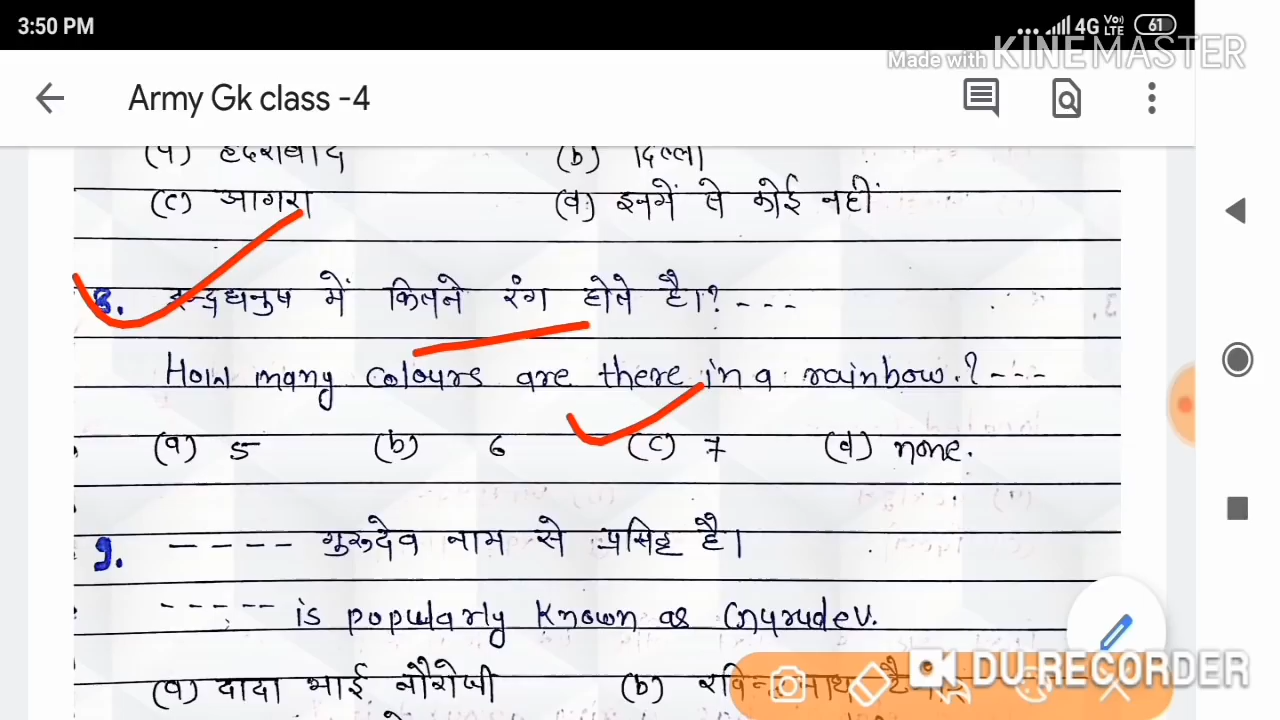 3:50 PM
4G VoLTE 61
Made with KINEMASTER
Army Gk class -4
(a) हैदराबाद (b) दिल्ली
(c) आगरा (d) इनमें से कोई नहीं
8. इन्द्रधनुष में कितने रंग होते है।? ---
How many colours are there in a rainbow.? ---
(a) 5 (b) 6 (c) 7 (d) none.
9. ---- गुरुदेव नाम से प्रसिद्ध है।
----- is popularly known as Gurudev.
(a) दादा भाई नौरोजी (b)
DU RECORDER